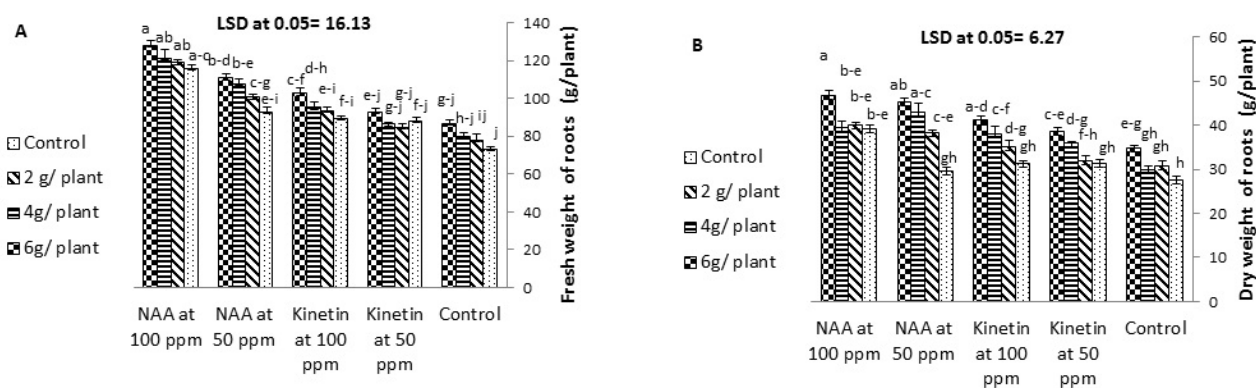 A
LSD at 0.05= 16.13
a
ab
ab
a-c
b-d
b-e
c-g
e-i
c-f
d-h
e-i
f-i
e-j
g-j
g-j
f-j
g-j
h-j
ij
j
140
120
100
80
60
40
20
0
Fresh weight of roots (g/plant)
Control
2 g/ plant
4g/ plant
6g/ plant
NAA at
100 ppm
NAA at
50 ppm
Kinetin
at 100
ppm
Kinetin
at 50
ppm
Control
B
LSD at 0.05= 6.27
a
b-e
b-e
b-e
ab
a-c
c-e
gh
a-d
c-f
d-g
gh
c-e
d-g
f-h
gh
e-g
gh
gh
h
60
50
40
30
20
10
0
Dry weight of roots (g/plant)
Control
2 g/ plant
4g/ plant
6g/ plant
NAA at
100 ppm
NAA at
50 ppm
Kinetin
at 100
ppm
Kinetin
at 50
ppm
Control